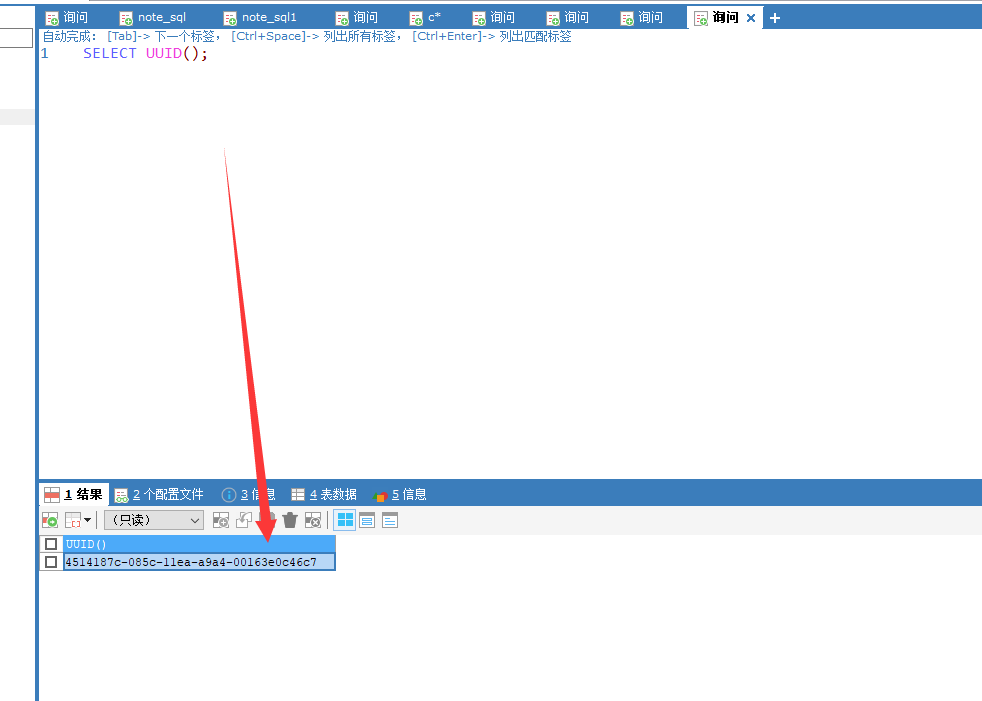 询问 note_sql note_sql1 询问 c* 询问 询问 询问 询问
自动完成: [Tab]-> 下一个标签, [Ctrl+Space]-> 列出所有标签, [Ctrl+Enter]-> 列出匹配标签
1 SELECT UUID();
1 结果 2 个配置文件 3 信息 4 表数据 5 信息
(只读)
UUID()
4514187c-085c-11ea-a9a4-00163e0c46c7